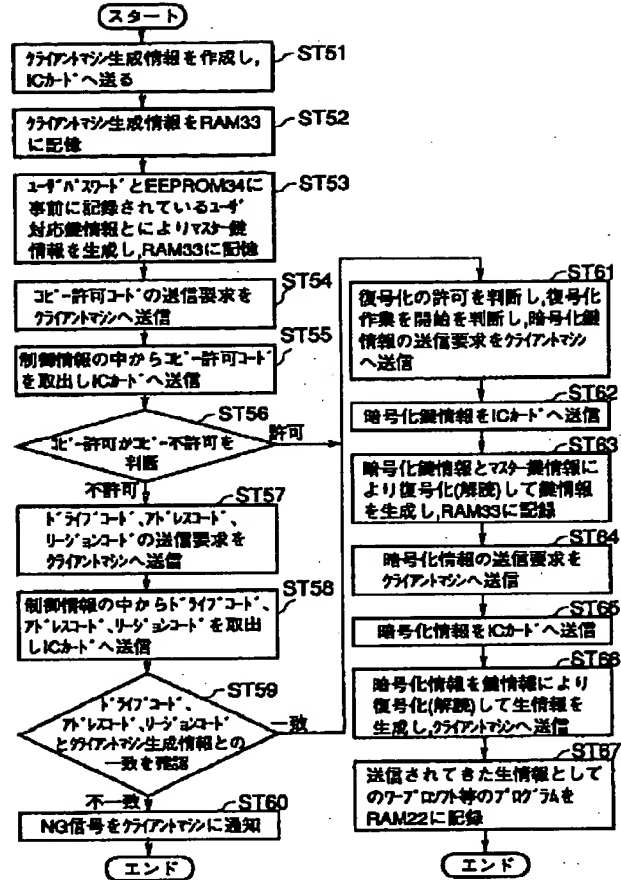 スタート
クライアントマシン生成情報を作成し,
ICカードへ送る
ST51
クライアントマシン生成情報をRAM33
に記憶
ST52
ユーザパスワードとEEPROM34に
事前に記録されているユーザ
対応鍵情報とによりマスター鍵
情報を生成し,RAM33に記憶
ST53
コピー許可コードの送信要求を
クライアントマシンへ送信
ST54
制御情報の中からコピー許可コード
を取出しICカードへ送信
ST55
コピー許可かコピー不許可を
判断
ST56
許可
不許可
ドライブコード、アドレスコード、
リージョンコードの送信要求を
クライアントマシンへ送信
ST57
制御情報の中からドライブコード、
アドレスコード、リージョンコードを取出
しICカードへ送信
ST58
ドライブコード、
アドレスコード、リージョンコード
とクライアントマシン生成情報との
一致を確認
ST59
一致
不一致
NG信号をクライアントマシンに通知
ST60
エンド
復号化の許可を判断し,復号化
作業を開始を判断し,暗号化鍵
情報の送信要求をクライアントマシン
へ送信
ST61
暗号化鍵情報をICカードへ送信
ST62
暗号化鍵情報とマスター鍵情報に
より復号化(解読)して鍵情報
を生成し,RAM33に記録
ST63
暗号化情報の送信要求を
クライアントマシンへ送信
ST64
暗号化情報をICカードへ送信
ST65
暗号化情報を鍵情報により
復号化(解読)して生情報を
生成し,クライアントマシンへ送信
ST66
送信されてきた生情報として
のワープロソフト等のプログラムを
RAM22に記録
ST67
エンド